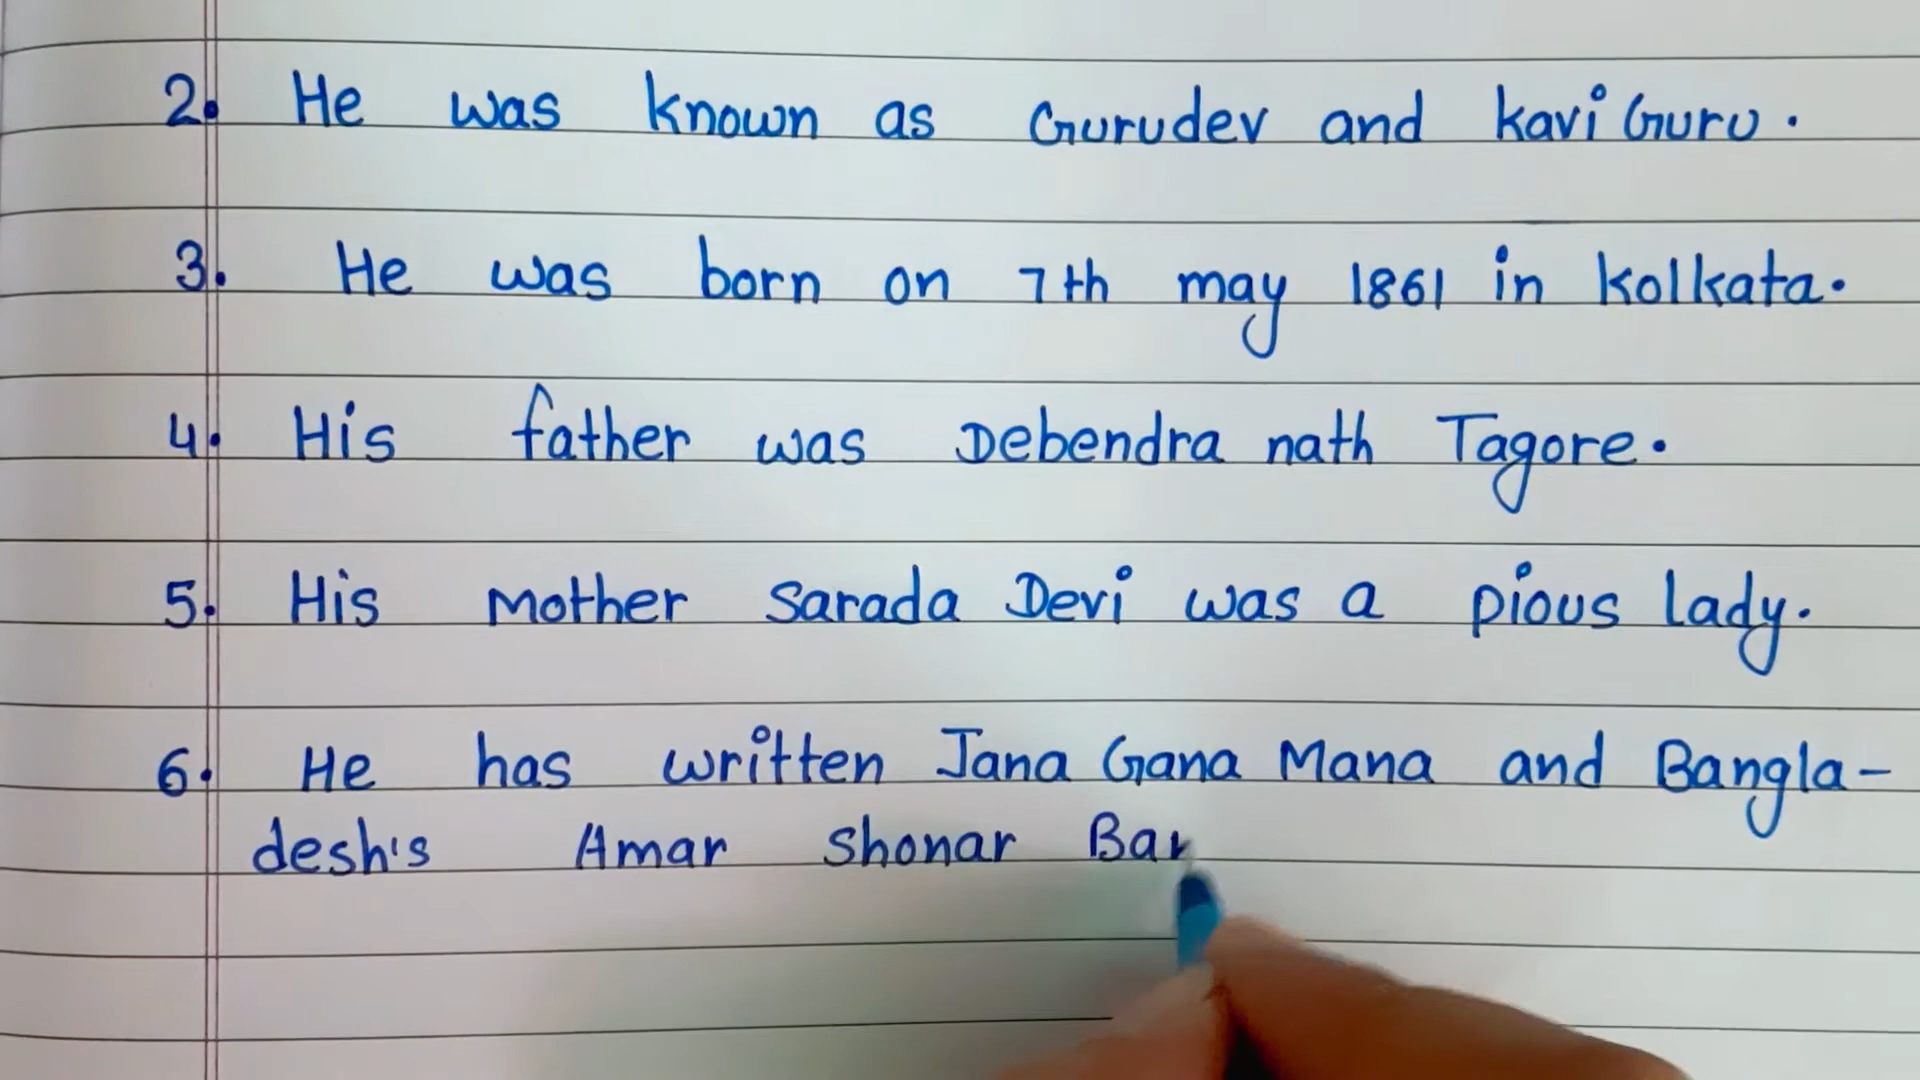 2. He was known as Gurudev and kavi Guru.
3. He was born on 7th may 1861 in kolkata.
4. His father was Debendra nath Tagore.
5. His mother Sarada Devi was a pious lady.
6. He has written Jana Gana Mana and Bangla-
desh's Amar shonar